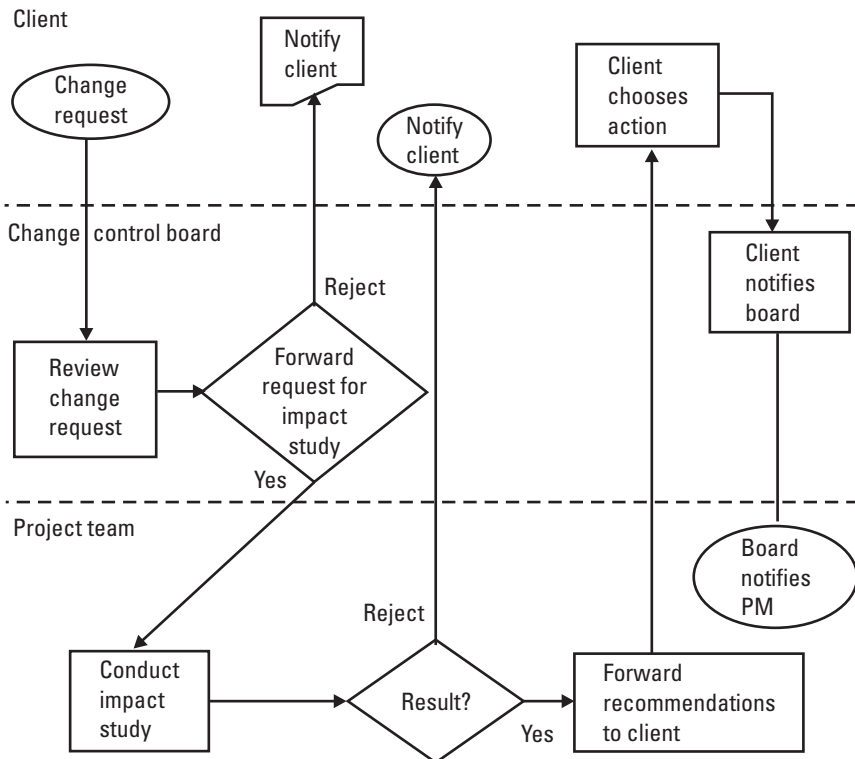 Client
Change
request
Notify
client
Notify
client
Client
chooses
action
Change control board
Client
notifies
board
Reject
Review
change
request
Forward
request for
impact
study
Yes
Project team
Board
notifies
PM
Reject
Conduct
impact
study
Result?
Yes
Forward
recommendations
to client